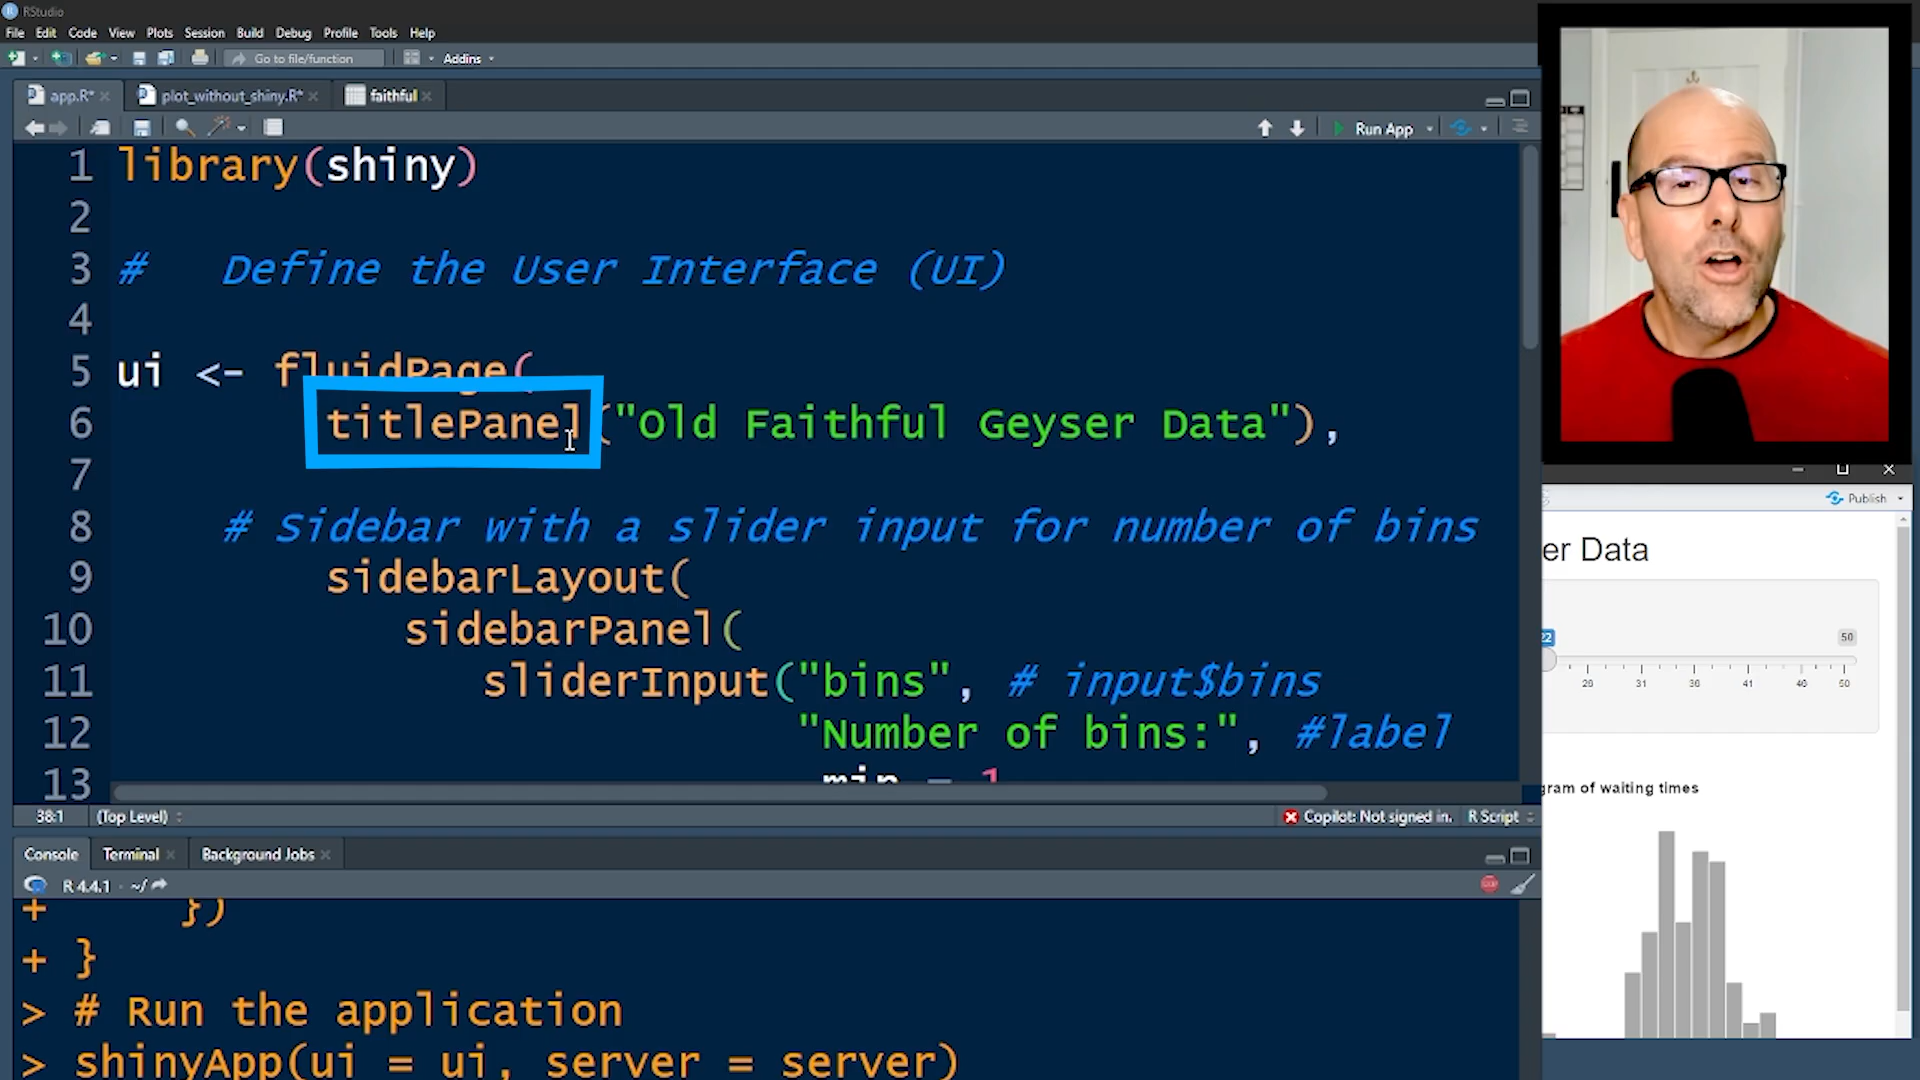 RStudio
File Edit Code View Plots Session Build Debug Profile Tools Help
Go to file/function Addins
app.R* plot_without_shiny.R* faithful
Run App
1 library(shiny)
2
3 # Define the User Interface (UI)
4
5 ui <- fluidPage(
6 titlePanel("Old Faithful Geyser Data"),
7
8 # Sidebar with a slider input for number of bins
9 sidebarLayout(
10 sidebarPanel(
11 sliderInput("bins", # input$bins
12 "Number of bins:", #label
13 min = 1
38:1 (Top Level) Copilot: Not signed in. R Script
Console Terminal Background Jobs
R 4.4.1 · ~/
+ })
+ }
> # Run the application
> shinyApp(ui = ui, server = server)
Publish
er Data
22 50
26 31 36 41 46 50
gram of waiting times